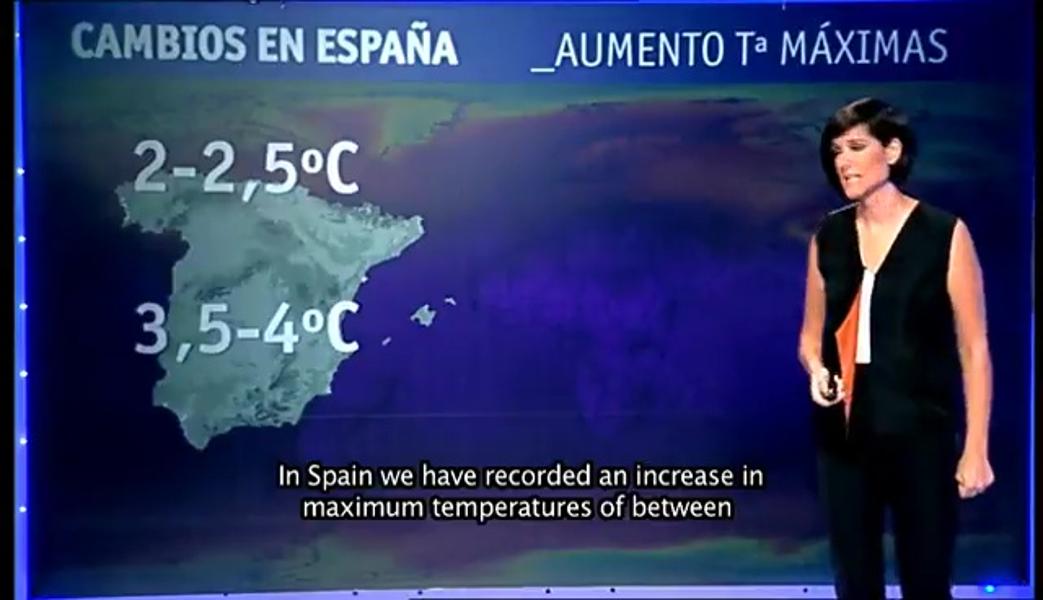 CAMBIOS EN ESPAÑA
_AUMENTO Tª MÁXIMAS
2-2,5ºC
3,5-4ºC
In Spain we have recorded an increase in
maximum temperatures of between